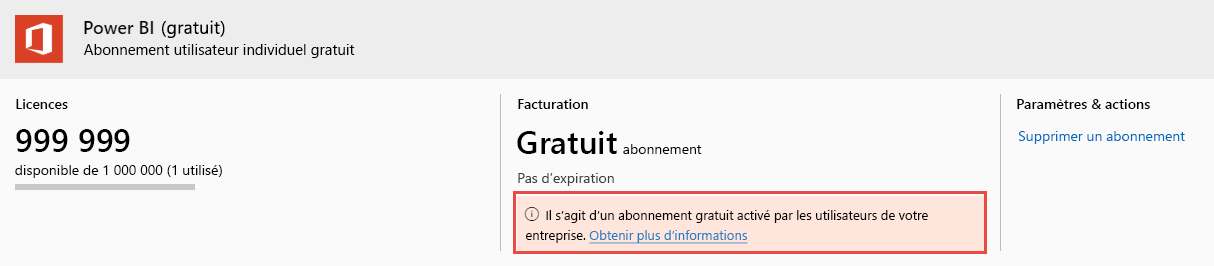 Power BI (gratuit)
Abonnement utilisateur individuel gratuit
Licences
999 999
disponible de 1 000 000 (1 utilisé)
Facturation
Gratuit abonnement
Pas d’expiration
Il s’agit d’un abonnement gratuit activé par les utilisateurs de votre
entreprise. Obtenir plus d’informations
Paramètres & actions
Supprimer un abonnement